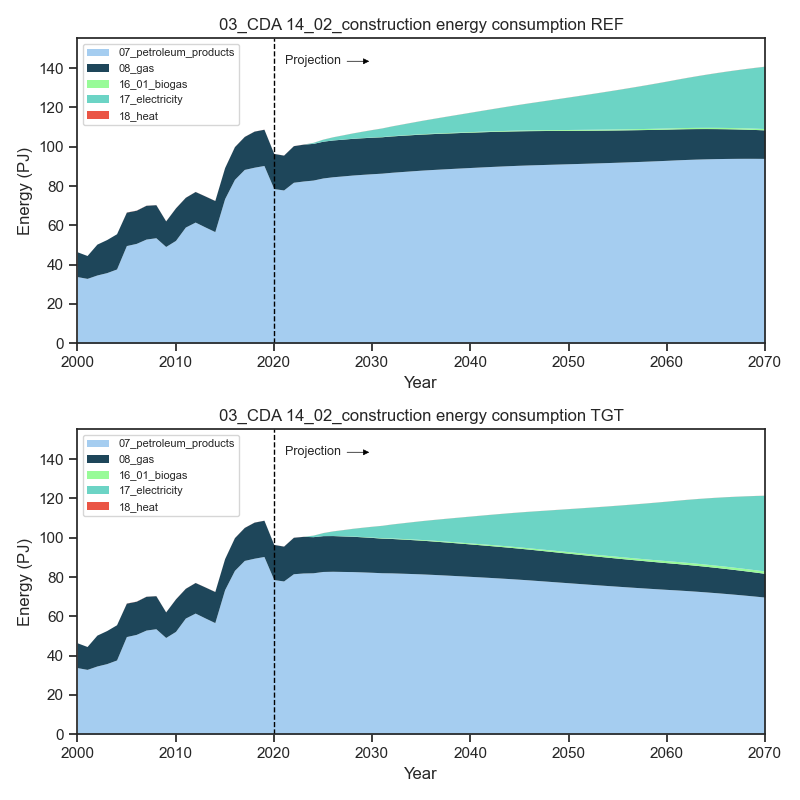 03_CDA 14_02_construction energy consumption REF
07_petroleum_products
08_gas
16_01_biogas
17_electricity
18_heat
Projection
Energy (PJ)
140
120
100
80
60
40
20
0
2000 2010 2020 2030 2040 2050 2060 2070
Year
03_CDA 14_02_construction energy consumption TGT
07_petroleum_products
08_gas
16_01_biogas
17_electricity
18_heat
Projection
Energy (PJ)
140
120
100
80
60
40
20
0
2000 2010 2020 2030 2040 2050 2060 2070
Year